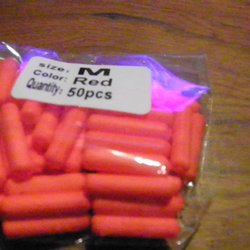 size: M
Color: Red
Quantity: 50pcs